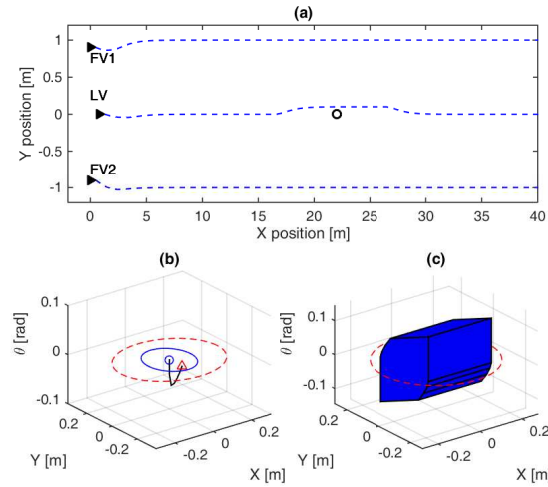 (a)
1
0.5
0
-0.5
-1
Y position [m]
FV1
LV
FV2
0
5
10
15
20
25
30
35
40
X position [m]
(b)
0.1
0
-0.1
θ [rad]
0.2
0
-0.2
Y [m]
-0.2
0
0.2
X [m]
(c)
0.1
0
-0.1
θ [rad]
0.2
0
-0.2
Y [m]
-0.2
0
0.2
X [m]